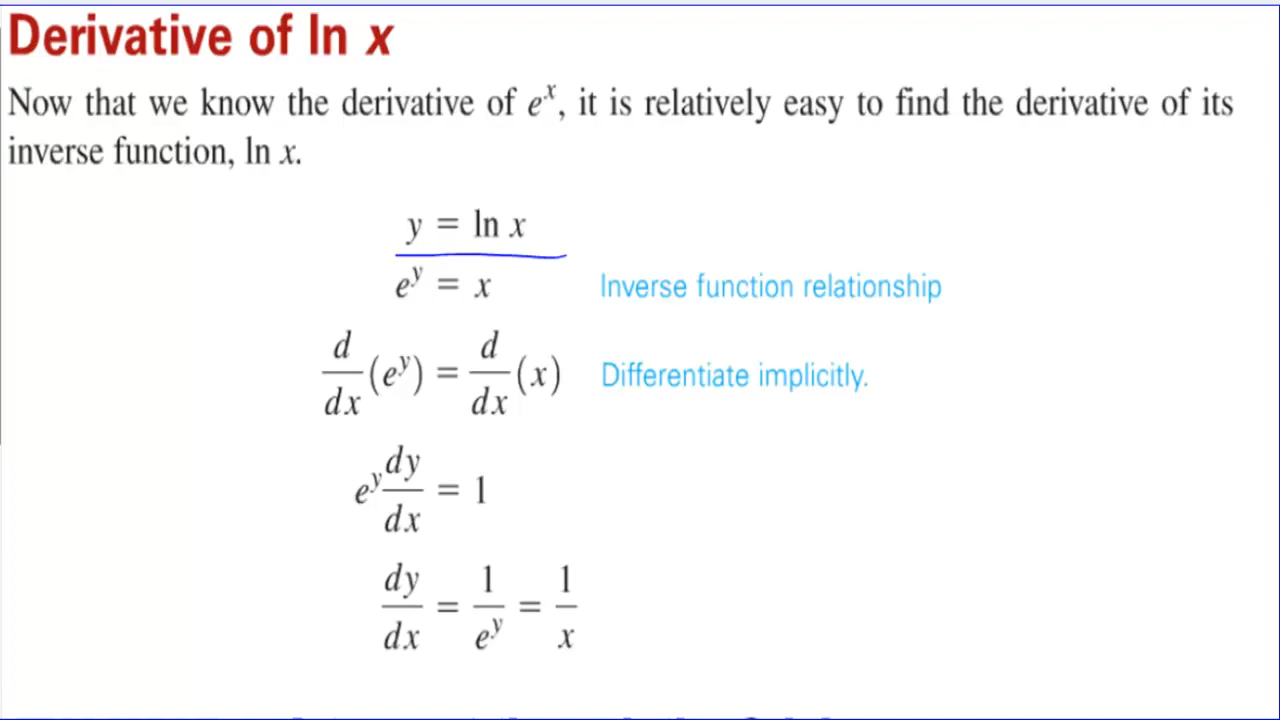 Derivative of ln x
Now that we know the derivative of e^x, it is relatively easy to find the derivative of its
inverse function, ln x.
y = ln x
e^y = x Inverse function relationship
d/dx (e^y) = d/dx (x) Differentiate implicitly.
e^y dy/dx = 1
dy/dx = 1/e^y = 1/x